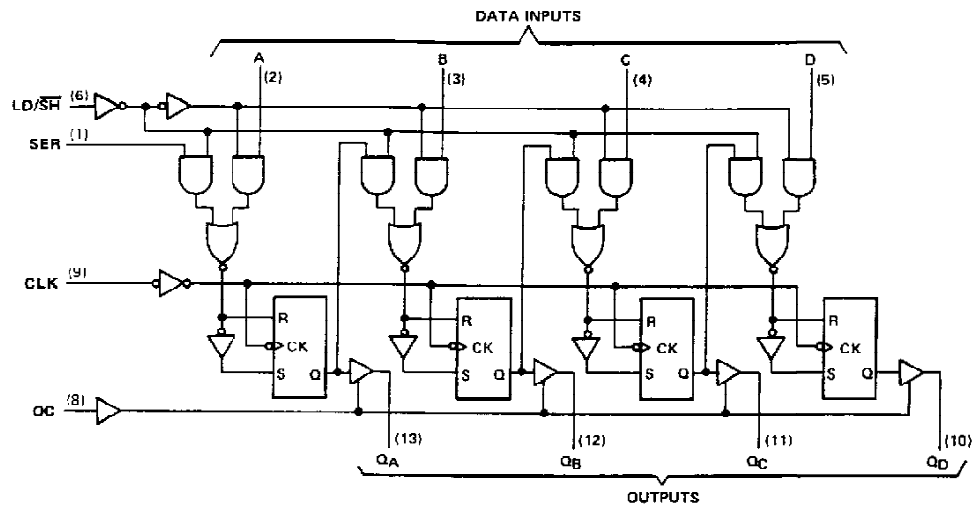 DATA INPUTS
A B C D
(2) (3) (4) (5)
LD/S̅H̅ (6)
SER (1)
CLK (9)
R R R R
CK CK CK CK
S Q S Q S Q S Q
OC (8)
(13) (12) (11) (10)
QA QB QC QD
OUTPUTS